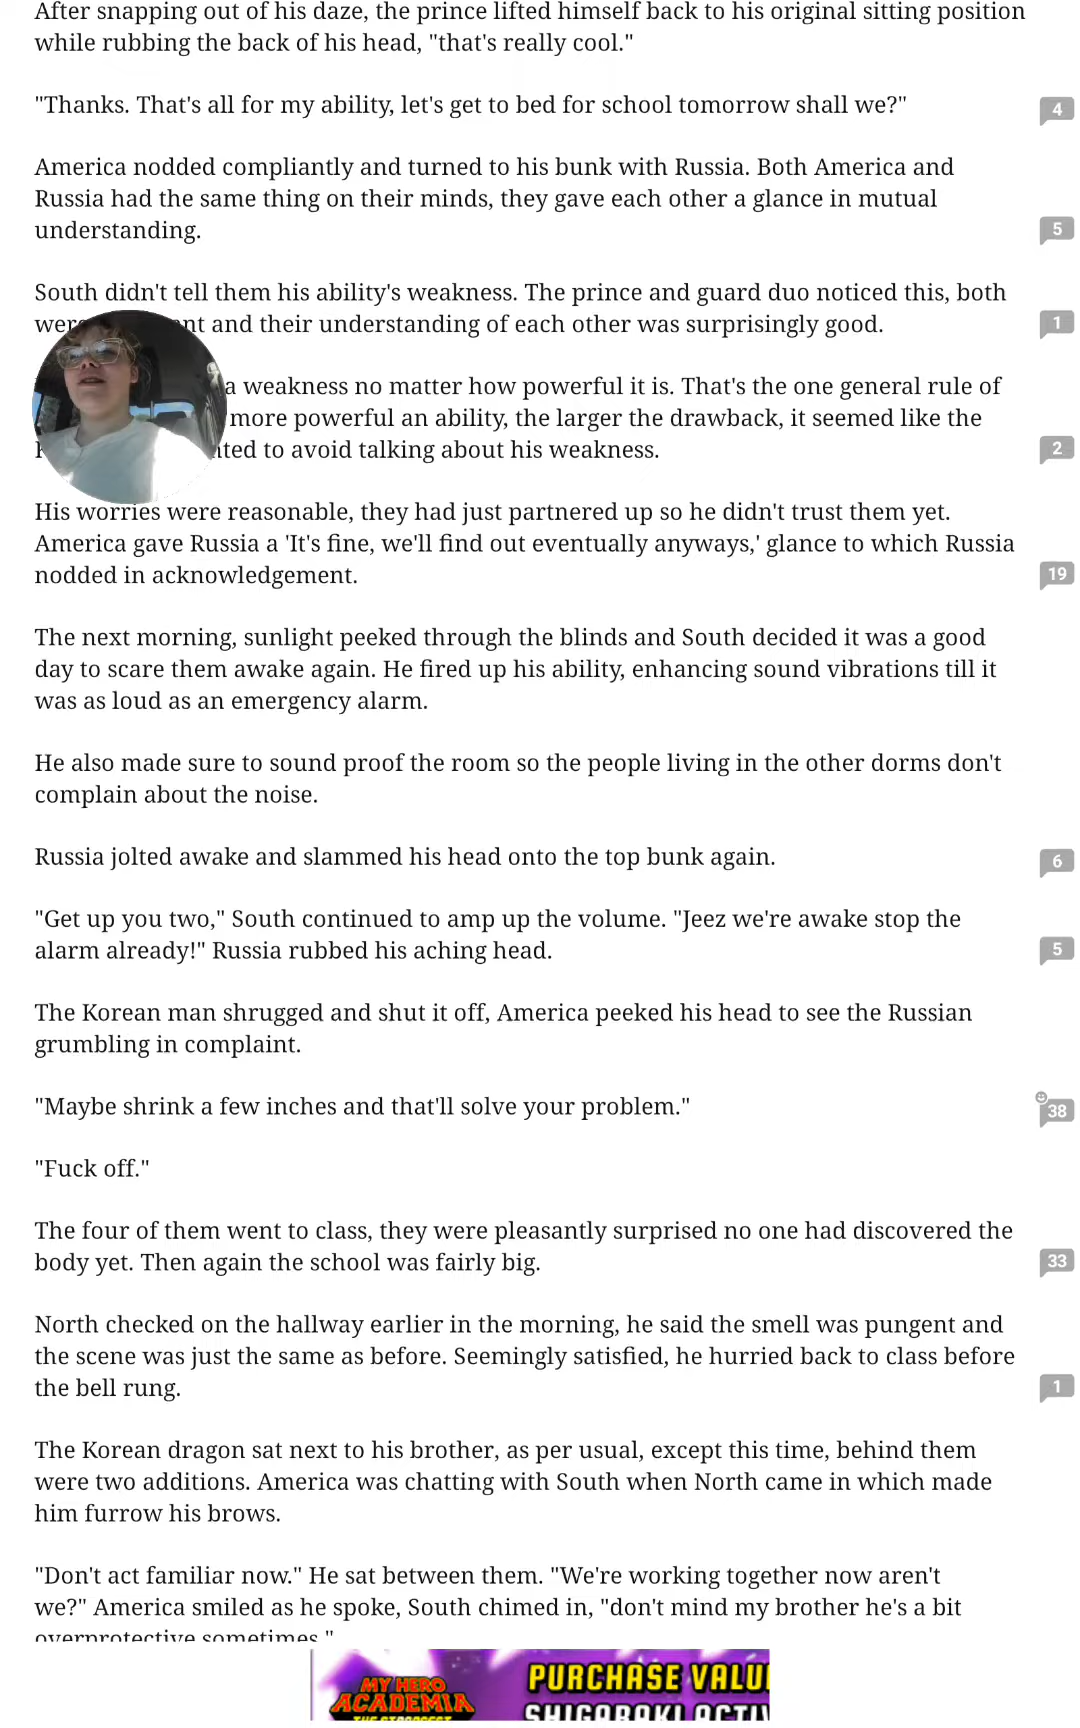 After snapping out of his daze, the prince lifted himself back to his original sitting position
while rubbing the back of his head, "that's really cool."
"Thanks. That's all for my ability, let's get to bed for school tomorrow shall we?"
4
America nodded compliantly and turned to his bunk with Russia. Both America and
Russia had the same thing on their minds, they gave each other a glance in mutual
understanding.
5
South didn't tell them his ability's weakness. The prince and guard duo noticed this, both
and their understanding of each other was surprisingly good.
1
a weakness no matter how powerful it is. That's the one general rule of
more powerful an ability, the larger the drawback, it seemed like the
to avoid talking about his weakness.
2
His worries were reasonable, they had just partnered up so he didn't trust them yet.
America gave Russia a 'It's fine, we'll find out eventually anyways,' glance to which Russia
nodded in acknowledgement.
19
The next morning, sunlight peeked through the blinds and South decided it was a good
day to scare them awake again. He fired up his ability, enhancing sound vibrations till it
was as loud as an emergency alarm.
He also made sure to sound proof the room so the people living in the other dorms don't
complain about the noise.
Russia jolted awake and slammed his head onto the top bunk again.
6
"Get up you two," South continued to amp up the volume. "Jeez we're awake stop the
alarm already!" Russia rubbed his aching head.
5
The Korean man shrugged and shut it off, America peeked his head to see the Russian
grumbling in complaint.
"Maybe shrink a few inches and that'll solve your problem."
38
"Fuck off."
The four of them went to class, they were pleasantly surprised no one had discovered the
body yet. Then again the school was fairly big.
33
North checked on the hallway earlier in the morning, he said the smell was pungent and
the scene was just the same as before. Seemingly satisfied, he hurried back to class before
the bell rung.
1
The Korean dragon sat next to his brother, as per usual, except this time, behind them
were two additions. America was chatting with South when North came in which made
him furrow his brows.
"Don't act familiar now." He sat between them. "We're working together now aren't
we?" America smiled as he spoke, South chimed in, "don't mind my brother he's a bit
overprotective sometimes."
MY HERO
ACADEMIA
THE STRONGEST
PURCHASE VALU
SHIGARAKI ACTIV